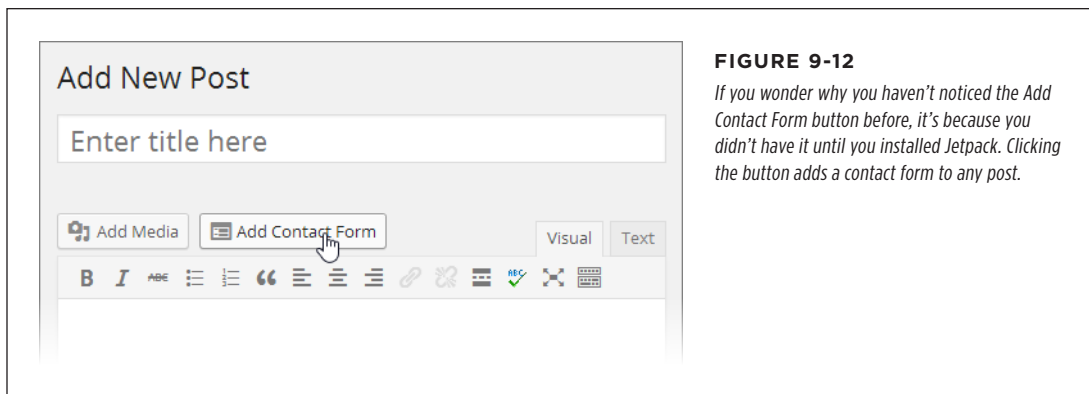 Add New Post
Enter title here
Add Media
Add Contact Form
Visual
Text
B I ABE ABC
FIGURE 9-12
If you wonder why you haven’t noticed the Add
Contact Form button before, it’s because you
didn’t have it until you installed Jetpack. Clicking
the button adds a contact form to any post.